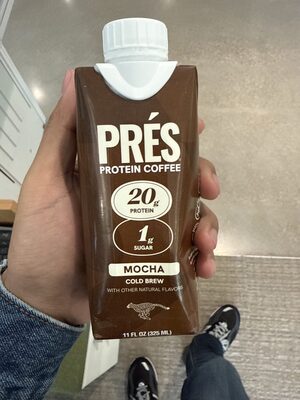 PRÉS
PROTEIN COFFEE
20g
PROTEIN
1g
SUGAR
MOCHA
COLD BREW
WITH OTHER NATURAL FLAVORS
11 FL OZ (325 ML)